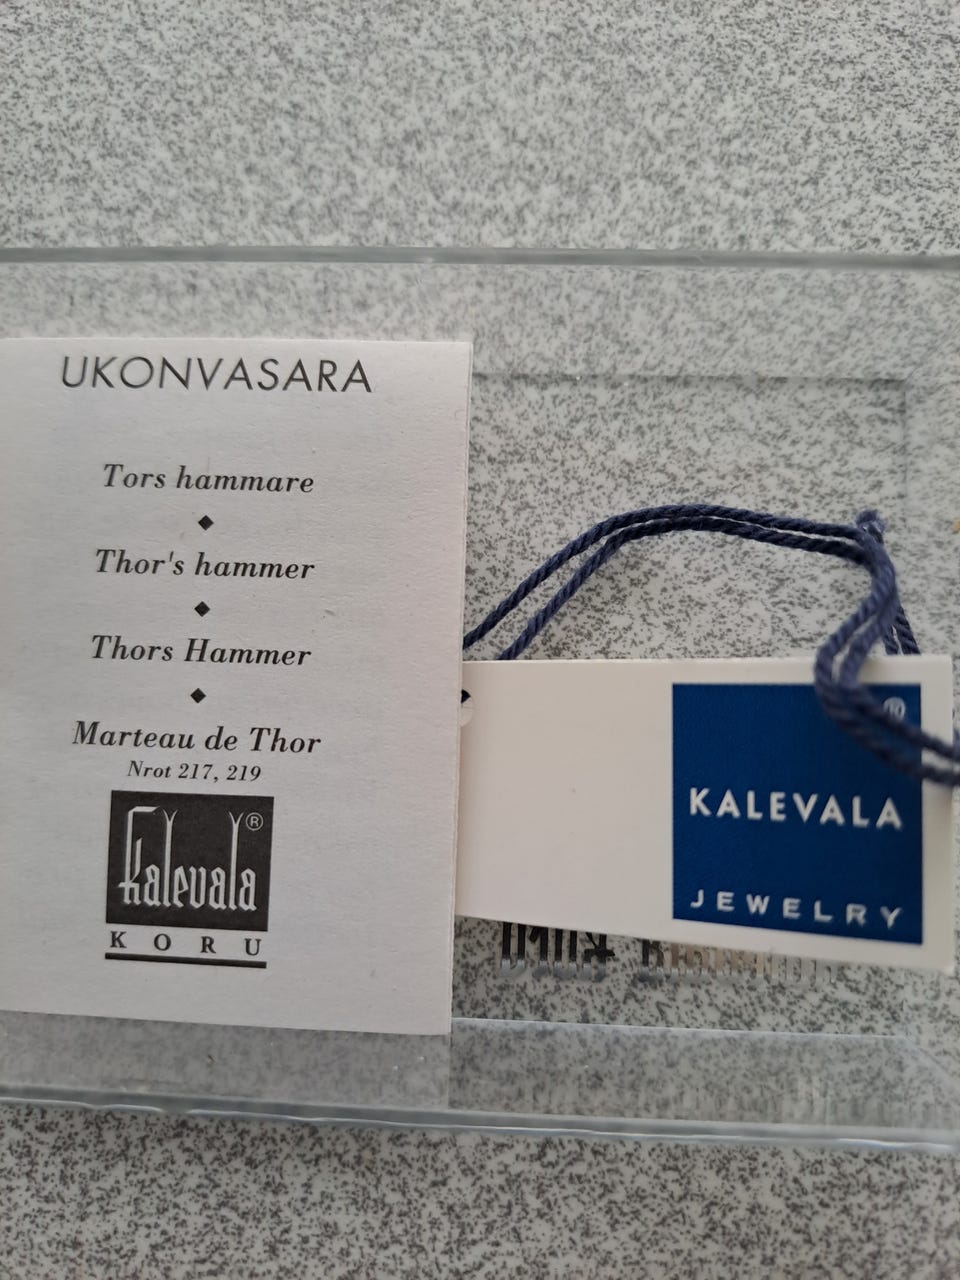 UKONVASARA
Tors hammare
Thor's hammer
Thors Hammer
Marteau de Thor
Nrot 217, 219
kalevala ®
KORU
®
KALEVALA
JEWELRY